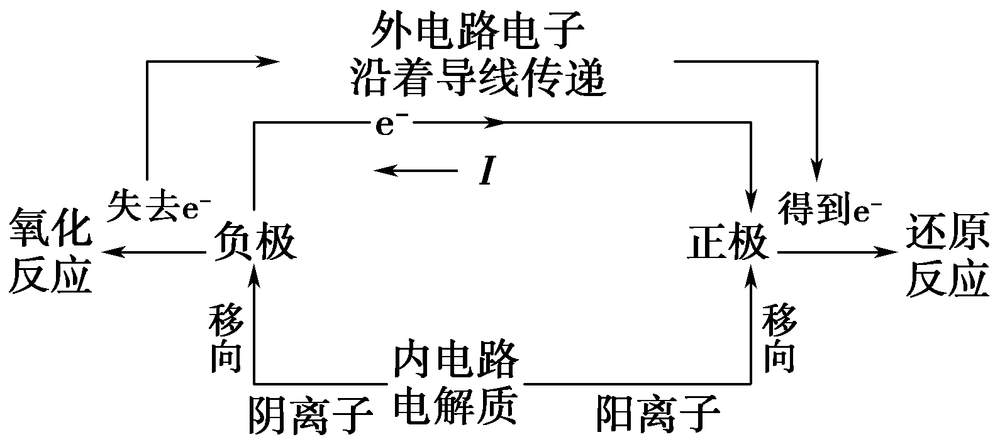 外电路电子
沿着导线传递
e⁻
I
失去e⁻
得到e⁻
氧化
反应
负极
正极
还原
反应
移
向
移
向
内电路
电解质
阴离子
阳离子